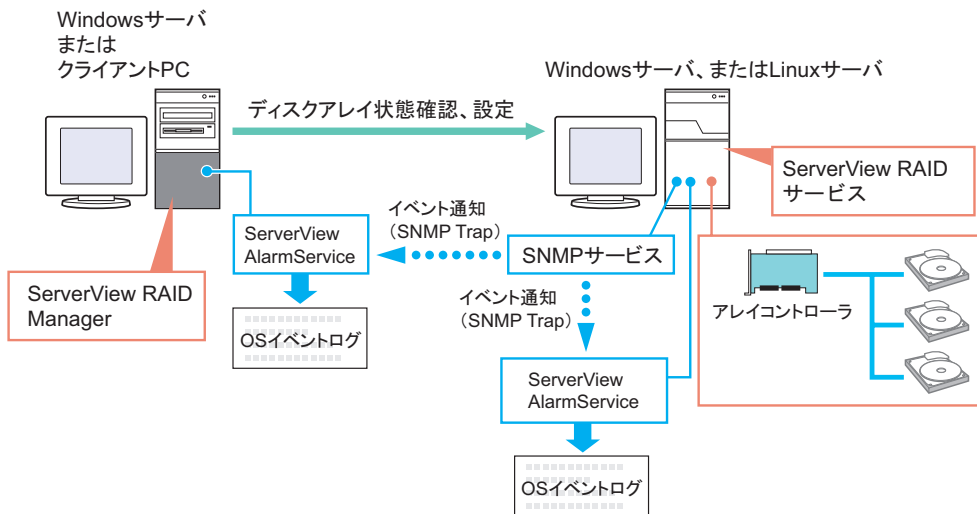 Windowsサーバ
または
クライアントPC
Windowsサーバ、またはLinuxサーバ
ディスクアレイ状態確認、設定
ServerView RAID
サービス
イベント通知
（SNMP Trap）
ServerView
AlarmService
SNMPサービス
ServerView RAID
Manager
イベント通知
（SNMP Trap）
アレイコントローラ
OSイベントログ
ServerView
AlarmService
OSイベントログ